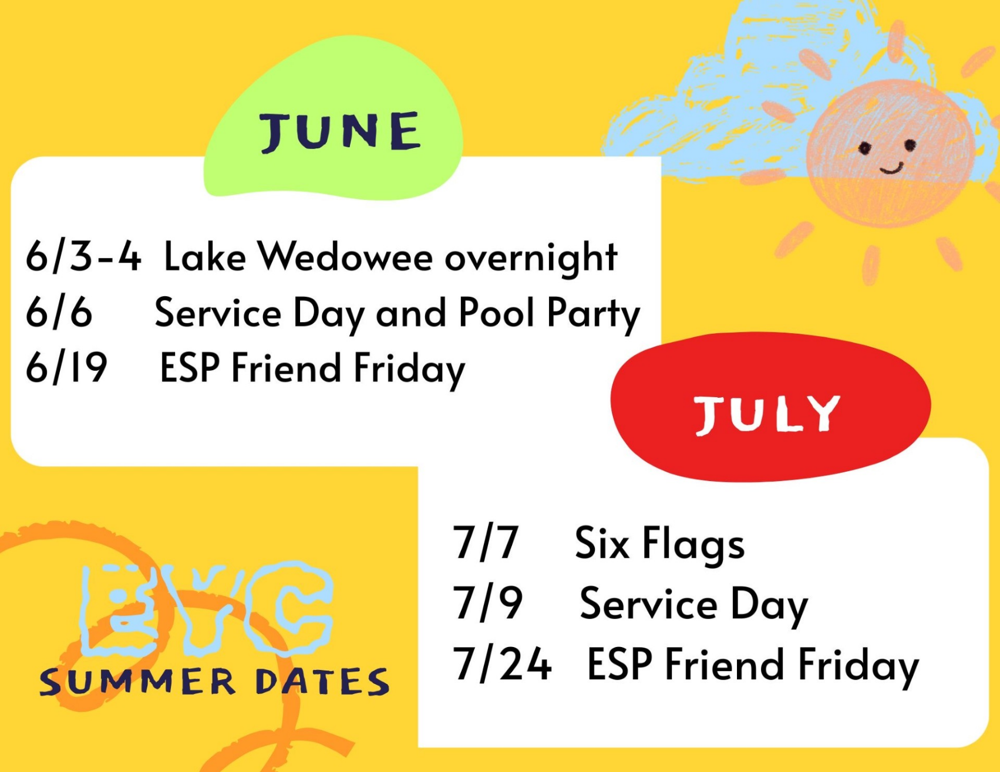 JUNE
6/3-4 Lake Wedowee overnight
6/6 Service Day and Pool Party
6/19 ESP Friend Friday
JULY
7/7 Six Flags
7/9 Service Day
7/24 ESP Friend Friday
EYC
SUMMER DATES